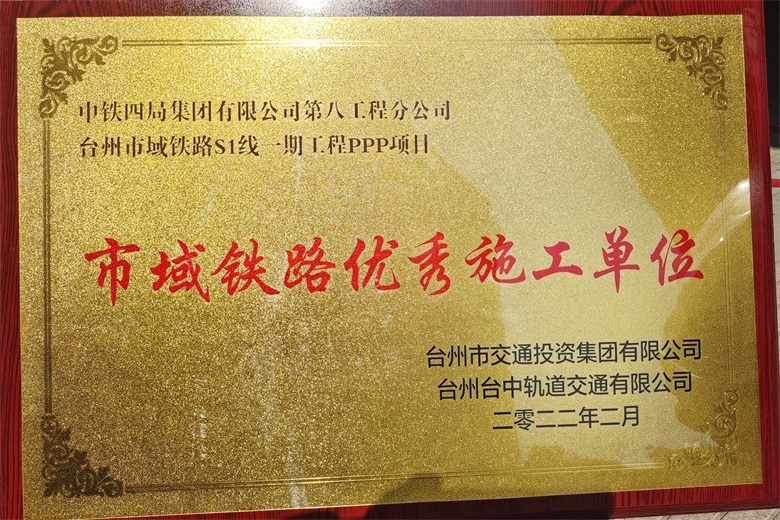 中铁四局集团有限公司第八工程分公司
台州市域铁路S1线一期工程PPP项目
市域铁路优秀施工单位
台州市交通投资集团有限公司
台州台中轨道交通有限公司
二零二二年二月